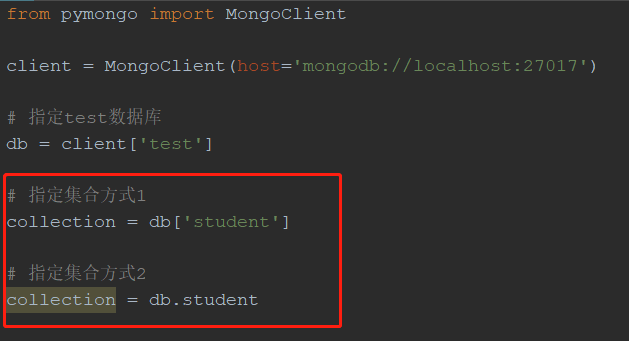 from pymongo import MongoClient
client = MongoClient(host='mongodb://localhost:27017')
# 指定test数据库
db = client['test']
# 指定集合方式1
collection = db['student']
# 指定集合方式2
collection = db.student